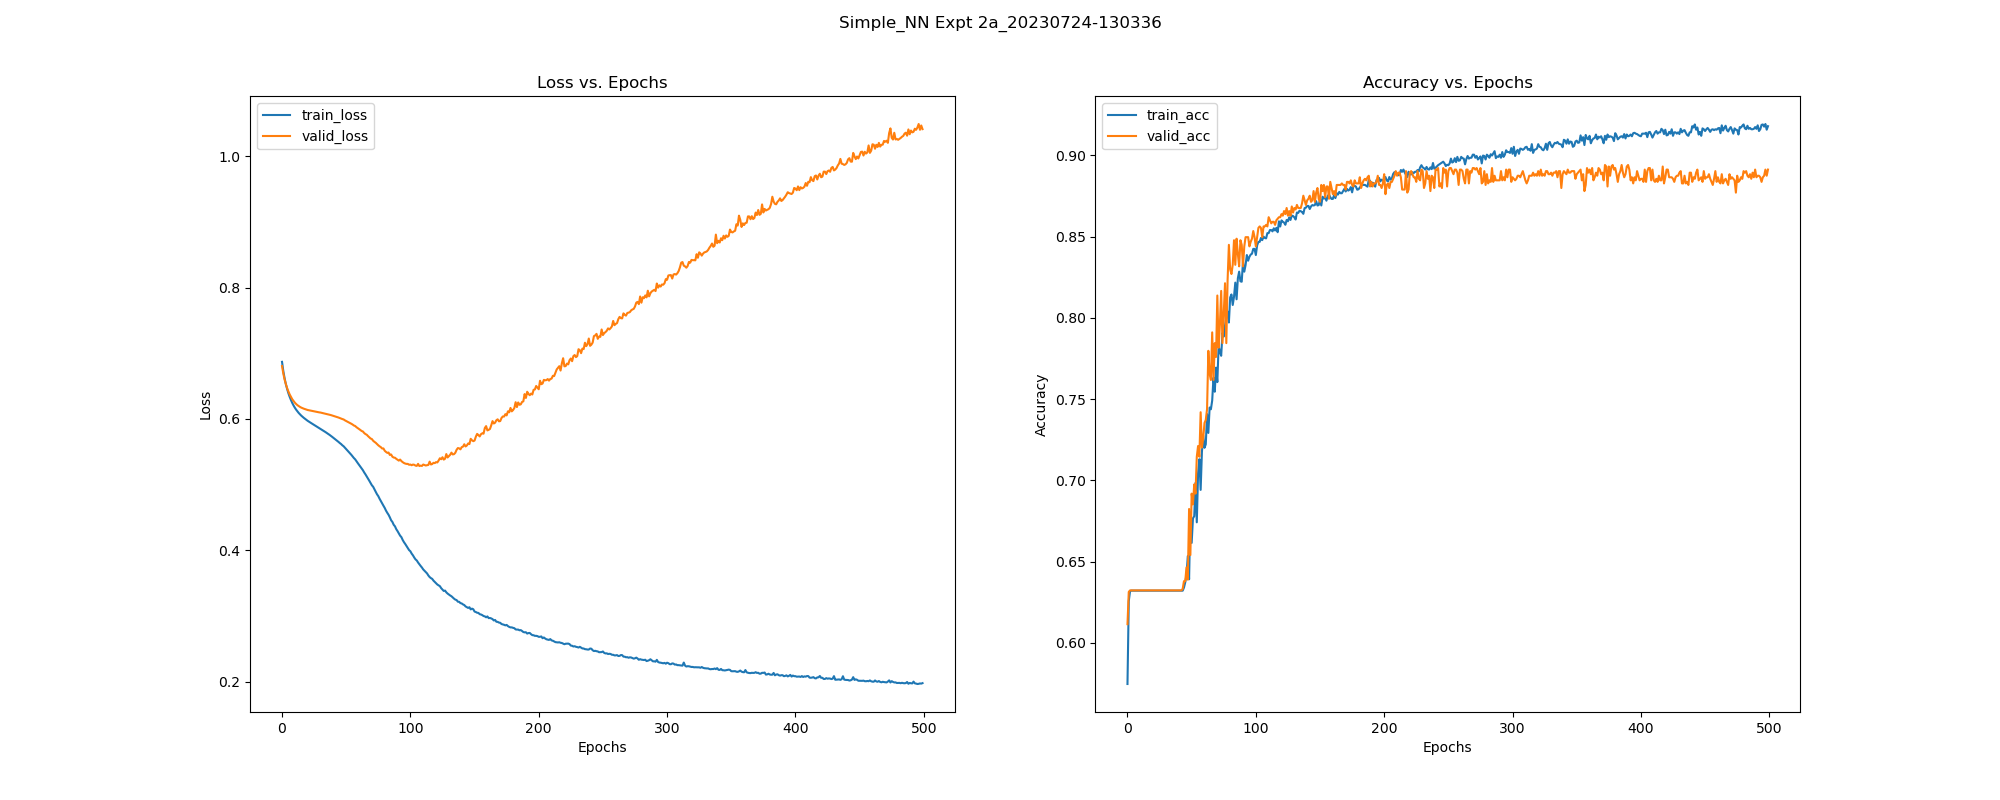 Simple_NN Expt 2a_20230724-130336
Loss vs. Epochs
train_loss
valid_loss
1.0
0.8
0.6
0.4
0.2
Loss
0 100 200 300 400 500
Epochs
Accuracy vs. Epochs
train_acc
valid_acc
0.90
0.85
0.80
0.75
0.70
0.65
0.60
Accuracy
0 100 200 300 400 500
Epochs